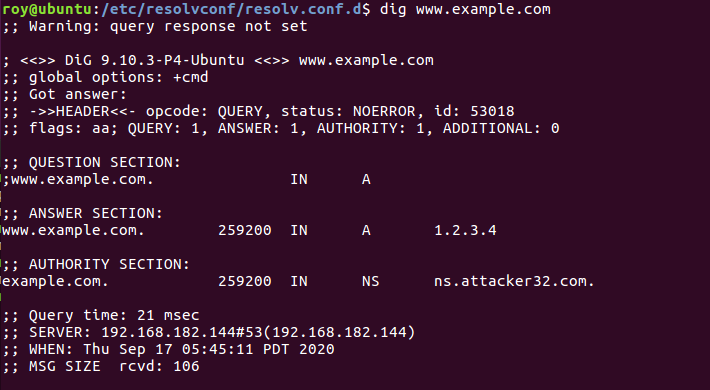 roy@ubuntu:/etc/resolvconf/resolv.conf.d$ dig www.example.com
;; Warning: query response not set

; <<>> DiG 9.10.3-P4-Ubuntu <<>> www.example.com
;; global options: +cmd
;; Got answer:
;; ->>HEADER<<- opcode: QUERY, status: NOERROR, id: 53018
;; flags: aa; QUERY: 1, ANSWER: 1, AUTHORITY: 1, ADDITIONAL: 0

;; QUESTION SECTION:
;www.example.com. IN A

;; ANSWER SECTION:
www.example.com. 259200 IN A 1.2.3.4

;; AUTHORITY SECTION:
example.com. 259200 IN NS ns.attacker32.com.

;; Query time: 21 msec
;; SERVER: 192.168.182.144#53(192.168.182.144)
;; WHEN: Thu Sep 17 05:45:11 PDT 2020
;; MSG SIZE rcvd: 106